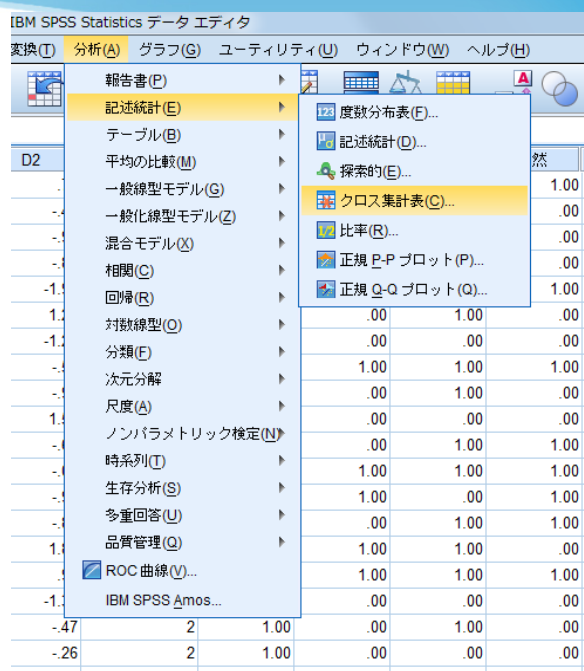 IBM SPSS Statistics データ エディタ
変換(T) 分析(A) グラフ(G) ユーティリティ(U) ウィンドウ(W) ヘルプ(H)
報告書(P)
記述統計(E)
テーブル(B)
平均の比較(M)
一般線型モデル(G)
一般化線型モデル(Z)
混合モデル(X)
相関(C)
回帰(R)
対数線型(O)
分類(F)
次元分解
尺度(A)
ノンパラメトリック検定(N)
時系列(T)
生存分析(S)
多重回答(U)
品質管理(Q)
ROC 曲線(V)...
IBM SPSS Amos...
123 度数分布表(F)...
記述統計(D)...
探索的(E)...
クロス集計表(C)...
1/2 比率(R)...
正規 P-P プロット(P)...
正規 Q-Q プロット(Q)...
D2 然
1.00
.00
.00
.00
-1. 1.00
1. .00 1.00 .00
-1. .00 .00 .00
1.00 1.00 1.00
.00 1.00 .00
1. .00 .00 .00
.00 1.00 1.00
1.00 1.00 1.00
1.00 .00 1.00
.00 1.00 1.00
1. 1.00 1.00 .00
1.00 1.00 1.00
-1. .00 .00 .00
-.47 2 1.00 .00 1.00 .00
-.26 2 1.00 .00 .00 .00